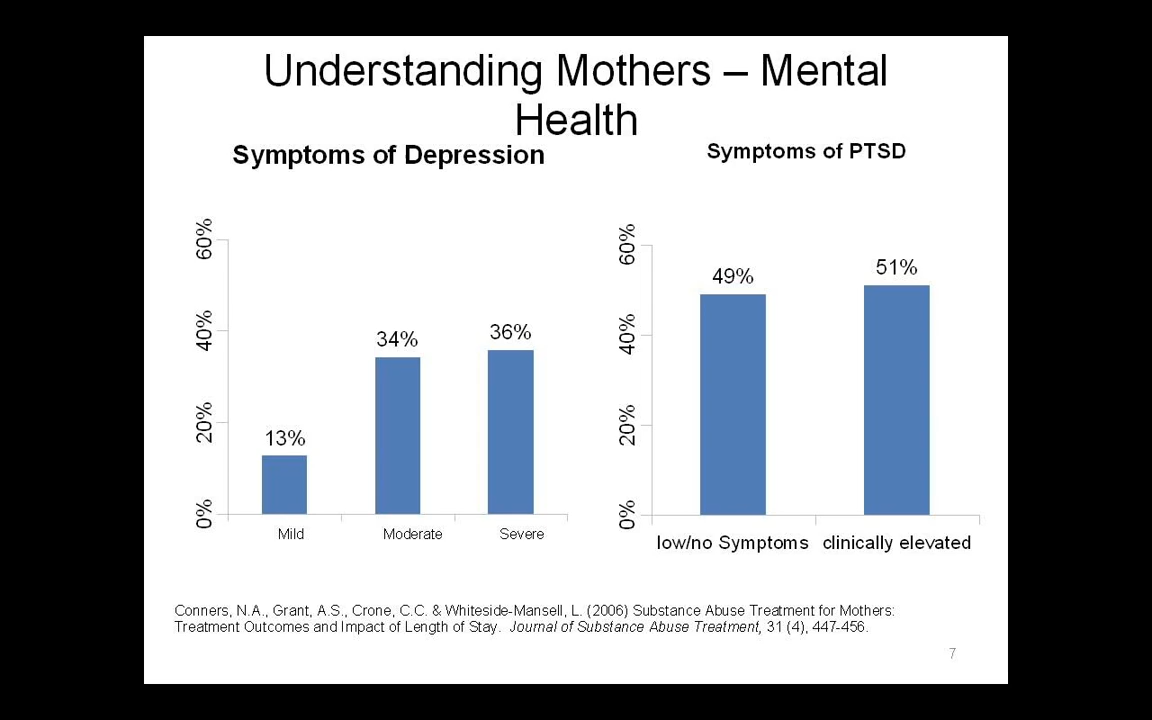 Understanding Mothers – Mental
Health
Symptoms of Depression
60%
40%
20%
0%
13%
34%
36%
Mild
Moderate
Severe
Symptoms of PTSD
60%
40%
20%
0%
49%
51%
low/no Symptoms
clinically elevated
Conners, N.A., Grant, A.S., Crone, C.C. & Whiteside-Mansell, L. (2006) Substance Abuse Treatment for Mothers:
Treatment Outcomes and Impact of Length of Stay. Journal of Substance Abuse Treatment, 31 (4), 447-456.
7